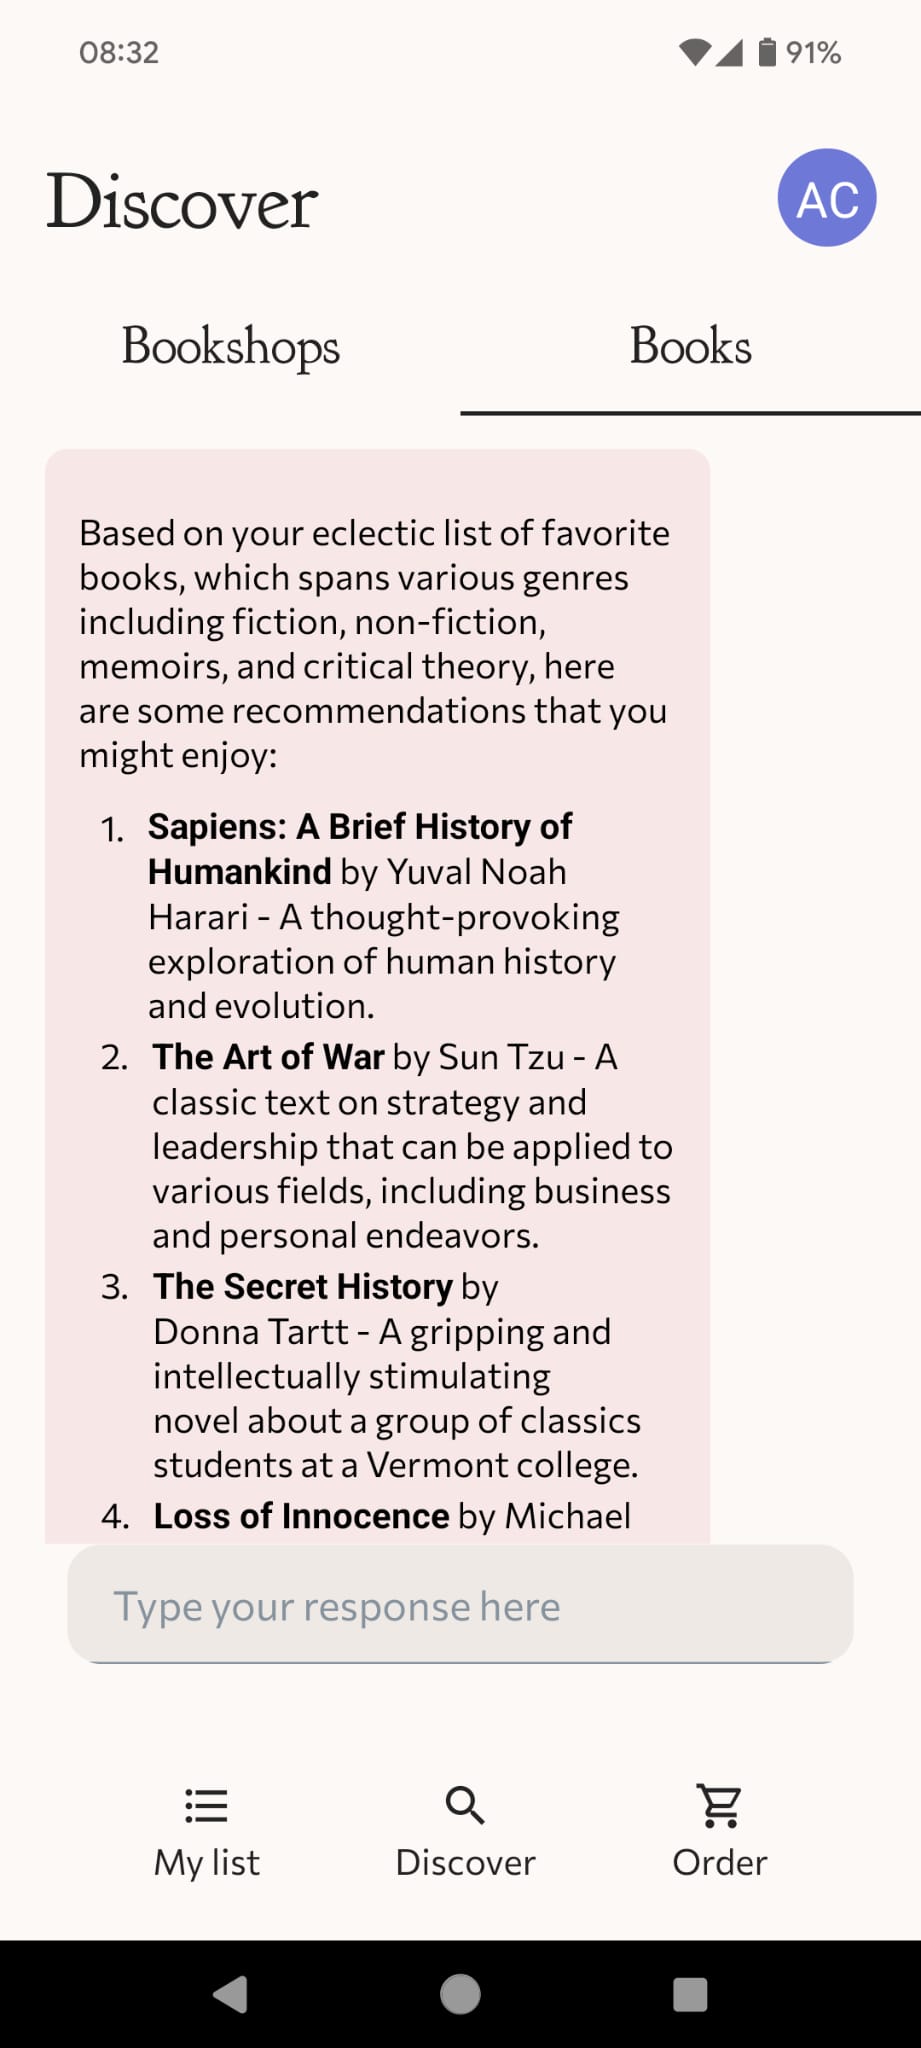 08:32
91%
Discover
AC
Bookshops
Books
Based on your eclectic list of favorite
books, which spans various genres
including fiction, non-fiction,
memoirs, and critical theory, here
are some recommendations that you
might enjoy:
1. Sapiens: A Brief History of
Humankind by Yuval Noah
Harari - A thought-provoking
exploration of human history
and evolution.
2. The Art of War by Sun Tzu - A
classic text on strategy and
leadership that can be applied to
various fields, including business
and personal endeavors.
3. The Secret History by
Donna Tartt - A gripping and
intellectually stimulating
novel about a group of classics
students at a Vermont college.
4. Loss of Innocence by Michael
Type your response here
My list
Discover
Order